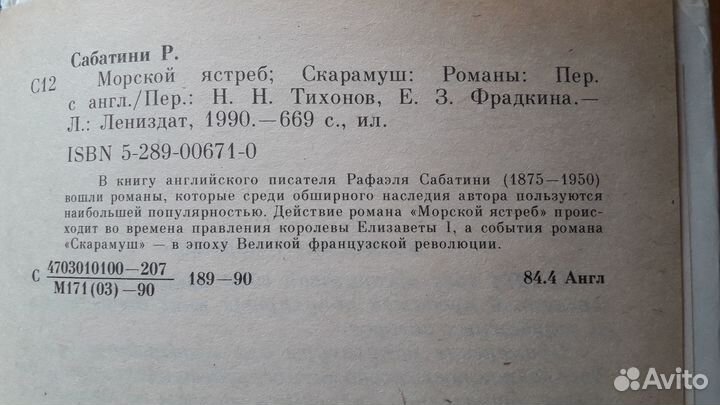 Сабатини Р.
С12 Морской ястреб; Скарамуш: Романы: Пер.
с англ./Пер.: Н. Н. Тихонов, Е. З. Фрадкина.—
Л.: Лениздат, 1990.—669 с., ил.
ISBN 5-289-00671-0
В книгу английского писателя Рафаэля Сабатини (1875—1950)
вошли романы, которые среди обширного наследия автора пользуются
наибольшей популярностью. Действие романа «Морской ястреб» проис-
ходит во времена правления королевы Елизаветы I, а события романа
«Скарамуш» — в эпоху Великой французской революции.
С 4703010100—207 189—90 84.4 Англ
М171(03)—90
Avito